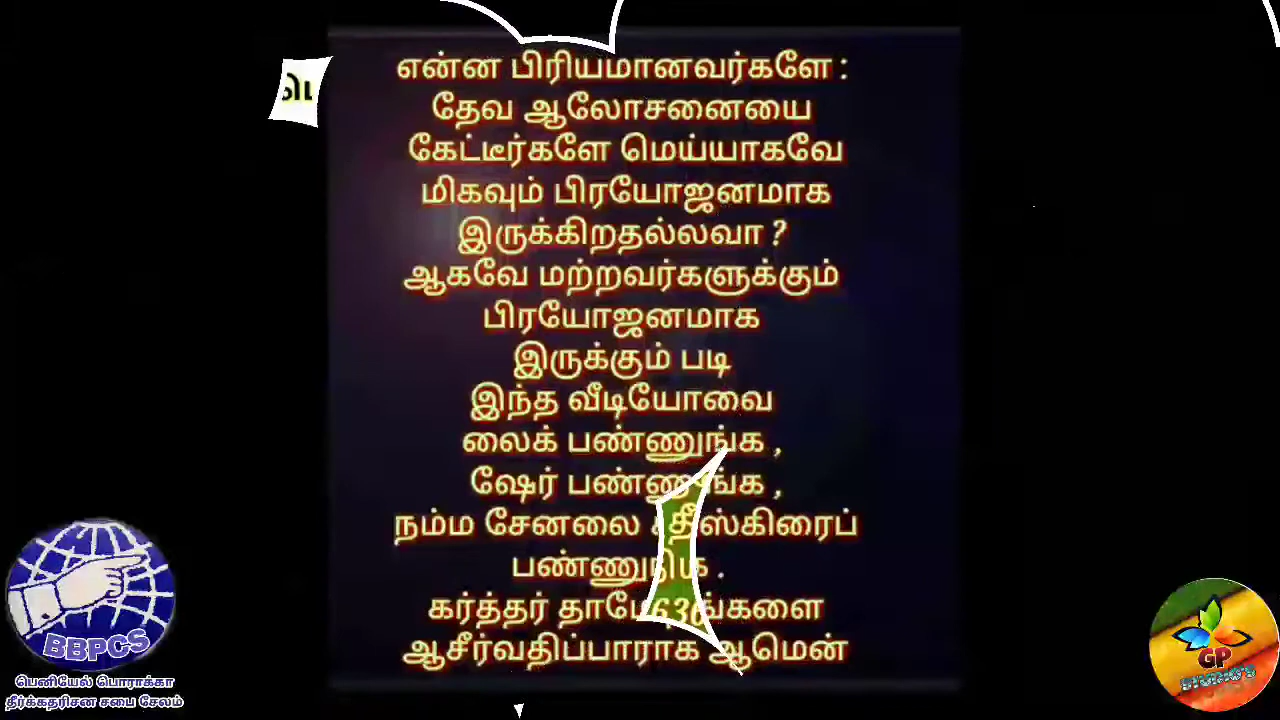 என்ன பிரியமானவர்களே :
தேவ ஆலோசனையை
கேட்டீர்களே மெய்யாகவே
மிகவும் பிரயோஜனமாக
இருக்கிறதல்லவா ?
ஆகவே மற்றவர்களுக்கும்
பிரயோஜனமாக
இருக்கும் படி
இந்த வீடியோவை
லைக் பண்ணுங்க ,
ஷேர் பண்ணுங்க ,
நம்ம சேனலை
பண்ணுங்க .
கர்த்தர் தாமே
ஆசீர்வதிப்பாராக ஆமென்
BBPCS
பெனியேல் பொராக்கா
தீர்க்கதரிசன சபை சேலம்
GP
STUDIO'S